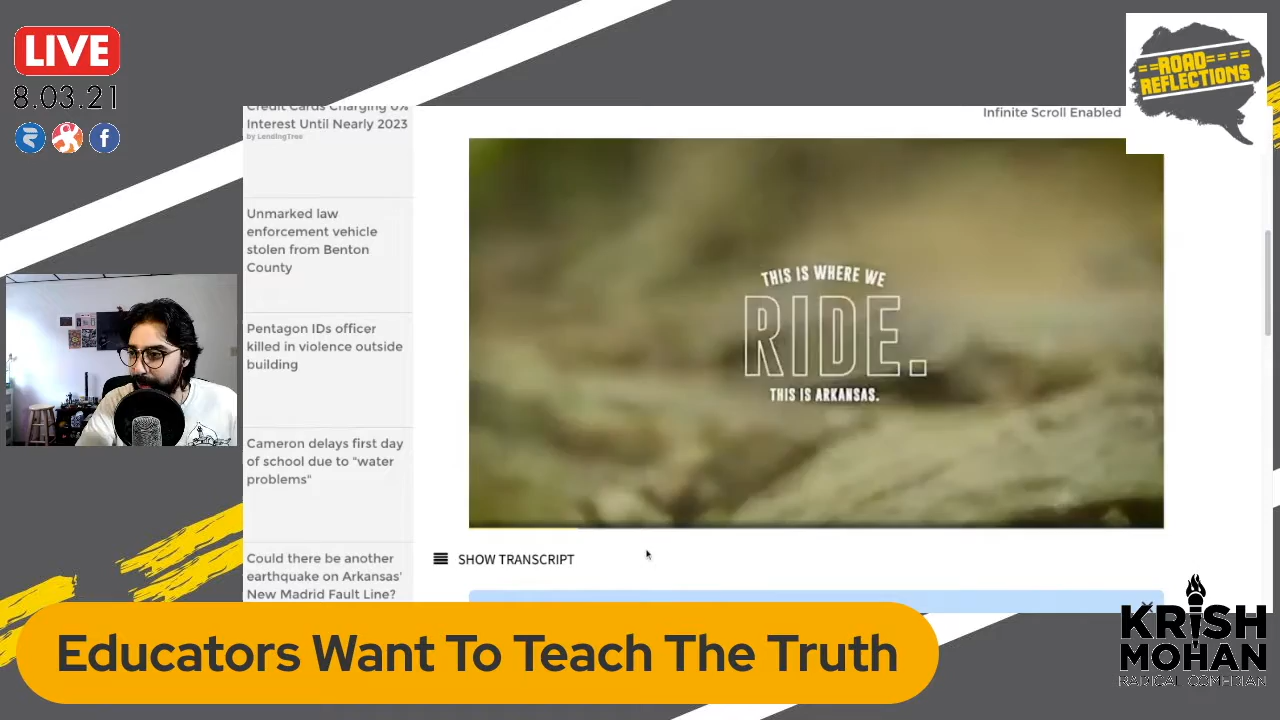 LIVE
8.03.21
==ROAD====
==REFLECTIONS
Credit Cards Charging 0%
Interest Until Nearly 2023
by LendingTree
Infinite Scroll Enabled
Unmarked law
enforcement vehicle
stolen from Benton
County
Pentagon IDs officer
killed in violence outside
building
Cameron delays first day
of school due to "water
problems"
Could there be another
earthquake on Arkansas'
New Madrid Fault Line?
THIS IS WHERE WE
RIDE.
THIS IS ARKANSAS.
SHOW TRANSCRIPT
Educators Want To Teach The Truth
KRISH
MOHAN
RADICAL COMEDIAN